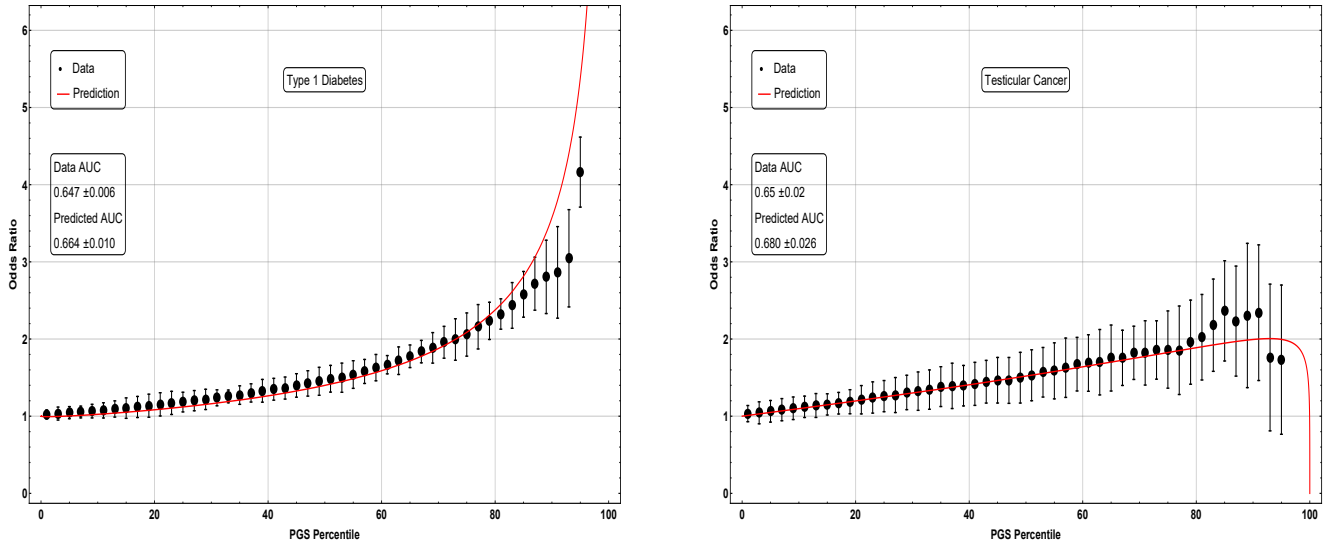 6
5
4
3
2
1
0
Odds Ratio
Data
Prediction
Type 1 Diabetes
Data AUC
0.647 ±0.006
Predicted AUC
0.664 ±0.010
0 20 40 60 80 100
PGS Percentile
6
5
4
3
2
1
0
Odds Ratio
Data
Prediction
Testicular Cancer
Data AUC
0.65 ±0.02
Predicted AUC
0.680 ±0.026
0 20 40 60 80 100
PGS Percentile